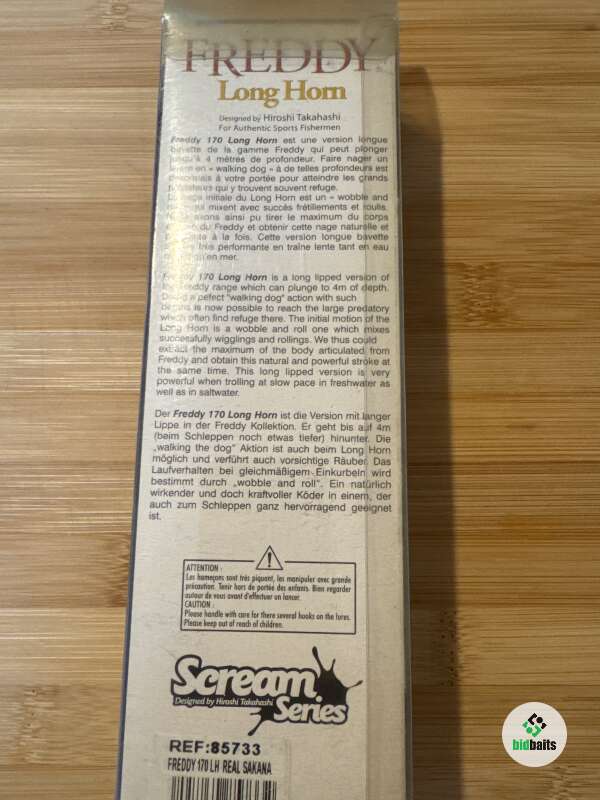 FREDDY
Long Horn
Designed by Hiroshi Takahashi
For Authentic Sports Fishermen
Freddy 170 Long Horn est une version longue
bavette de la gamme Freddy qui peut plonger
jusqu'à 4 mètres de profondeur. Faire nager un
en « walking dog » à de telles profondeurs est
à votre portée pour atteindre les grands
qui y trouvent souvent refuge.
initiale du Long Horn est un « wobble and
qui mixent avec succès frétillements et roulis.
Nous avons ainsi pu tirer le maximum du corps
du Freddy et obtenir cette nage naturelle et
à la fois. Cette version longue bavette
très performante en traîne lente tant en eau
en mer.
Freddy 170 Long Horn is a long lipped version of
the Freddy range which can plunge to 4m of depth.
a pefect "walking dog" action with such
is now possible to reach the large predatory
which often find refuge there. The initial motion of the
Long Horn is a wobble and roll one which mixes
successfully wigglings and rollings. We thus could
extract the maximum of the body articulated from
Freddy and obtain this natural and powerful stroke at
the same time. This long lipped version is very
powerful when trolling at slow pace in freshwater as
well as in saltwater.
Der Freddy 170 Long Horn ist die Version mit langer
Lippe in der Freddy Kollektion. Er geht bis auf 4m
(beim Schleppen noch etwas tiefer) hinunter. Die
„walking the dog" Aktion ist auch beim Long Horn
möglich und verführt auch vorsichtige Räuber. Das
Laufverhalten bei gleichmäßigem Einkurbeln wird
bestimmt durch „wobble and roll". Ein natürlich
wirkender und doch kraftvoller Köder in einem, der
auch zum Schleppen ganz hervorragend geeignet
ist.
ATTENTION :
Les hameçons sont très piquant, les manipuler avec grande
précaution. Tenir hors de portée des enfants. Bien regarder
autour de vous avant d'effectuer un lancer.
CAUTION :
Please handle with care for there several hooks on the lures.
Please keep out of reach of children.
Scream
Designed by Hiroshi Takahashi
Series
REF:85733
FREDDY 170 LH REAL SAKANA
bidbaits